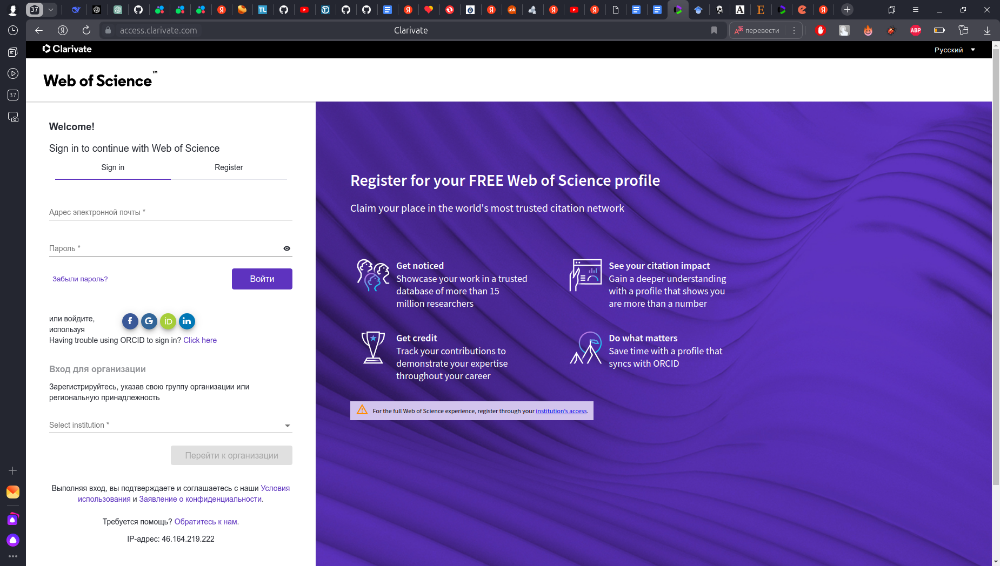 37
TL
ask
A
E
access.clarivate.com
Clarivate
перевести
ABP
Clarivate
Русский
37
Web of Science™
Welcome!
Sign in to continue with Web of Science
Sign in
Register
Адрес электронной почты *
Пароль *
Забыли пароль?
Войти
или войдите,
используя
f G iD in
Having trouble using ORCID to sign in? Click here
Вход для организации
Зарегистрируйтесь, указав свою группу организации или
региональную принадлежность
Select institution *
Перейти к организации
Выполняя вход, вы подтверждаете и соглашаетесь с наши Условия
использования и Заявление о конфиденциальности.
Требуется помощь? Обратитесь к нам.
IP-адрес: 46.164.219.222
Register for your FREE Web of Science profile
Claim your place in the world's most trusted citation network
Get noticed
Showcase your work in a trusted
database of more than 15
million researchers
See your citation impact
Gain a deeper understanding
with a profile that shows you
are more than a number
Get credit
Track your contributions to
demonstrate your expertise
throughout your career
Do what matters
Save time with a profile that
syncs with ORCID
For the full Web of Science experience, register through your institution's access.